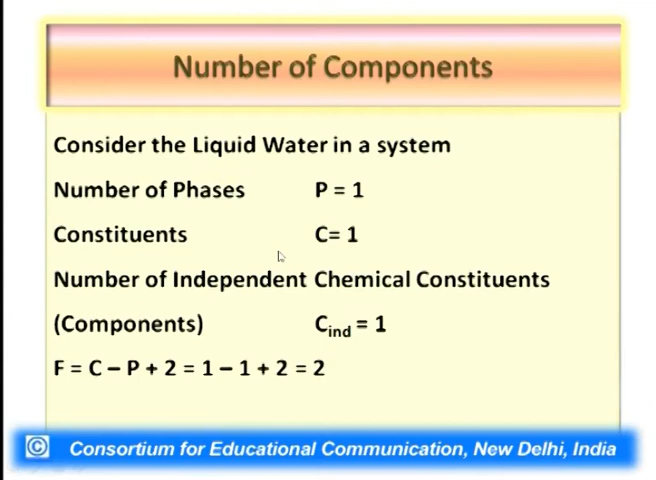 Number of Components
Consider the Liquid Water in a system
Number of Phases P = 1
Constituents C= 1
Number of Independent Chemical Constituents
(Components) Cind = 1
F = C – P + 2 = 1 – 1 + 2 = 2
© Consortium for Educational Communication, New Delhi, India